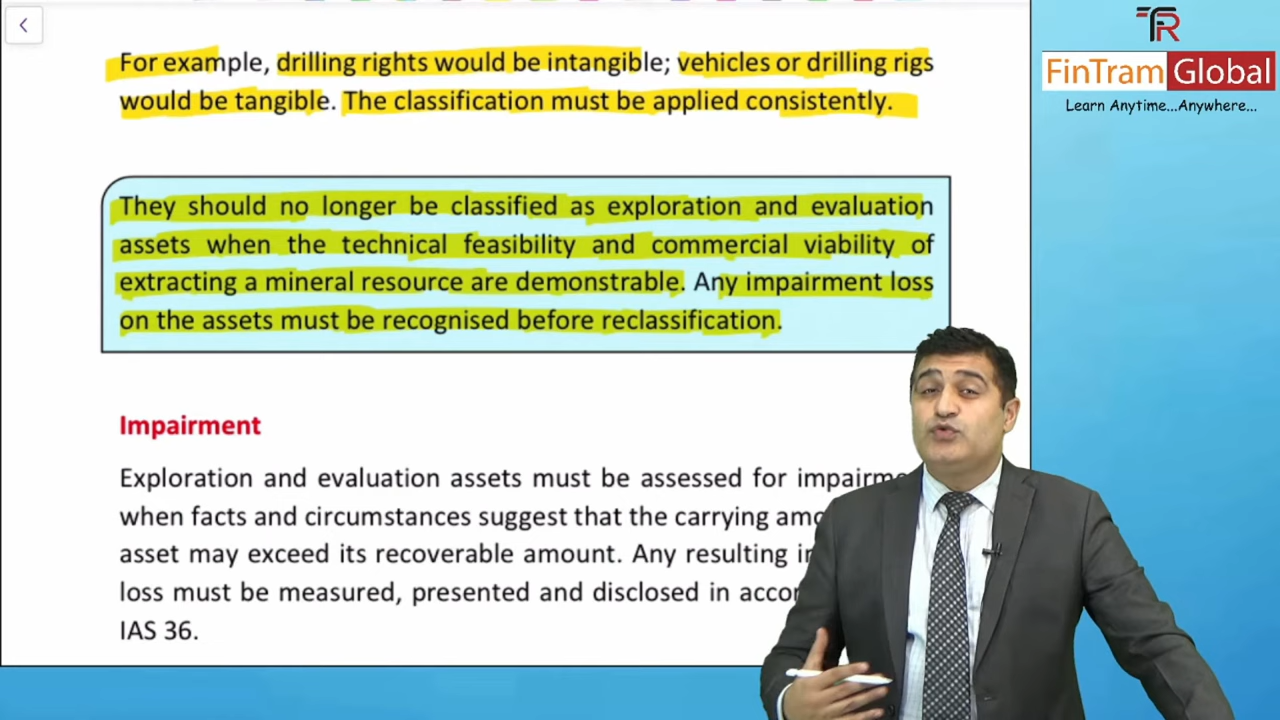 For example, drilling rights would be intangible; vehicles or drilling rigs
would be tangible. The classification must be applied consistently.
They should no longer be classified as exploration and evaluation
assets when the technical feasibility and commercial viability of
extracting a mineral resource are demonstrable. Any impairment loss
on the assets must be recognised before reclassification.
Impairment
Exploration and evaluation assets must be assessed for
when facts and circumstances suggest that the carrying
asset may exceed its recoverable amount. Any resulting
loss must be measured, presented and disclosed in
IAS 36.
TR
FinTram Global
Learn Anytime...Anywhere...